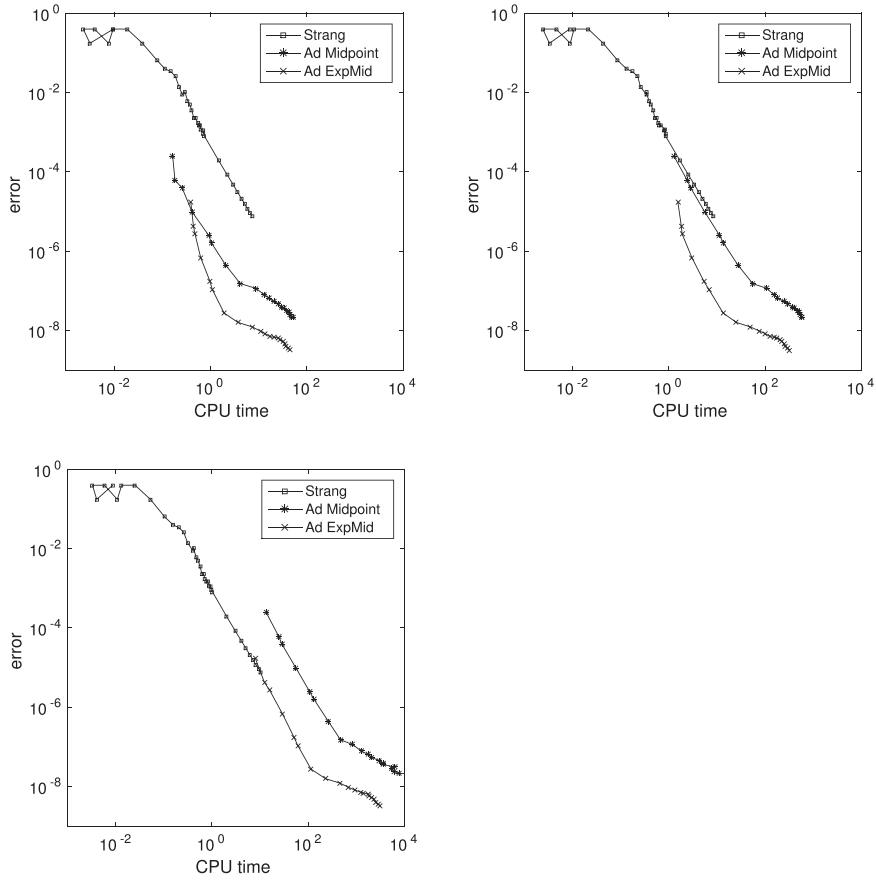 10^0
10^-2
10^-4
10^-6
10^-8
error
10^-2
10^0
10^2
10^4
CPU time
Strang
Ad Midpoint
Ad ExpMid
10^0
10^-2
10^-4
10^-6
10^-8
error
10^-2
10^0
10^2
10^4
CPU time
Strang
Ad Midpoint
Ad ExpMid
10^0
10^-2
10^-4
10^-6
10^-8
error
10^-2
10^0
10^2
10^4
CPU time
Strang
Ad Midpoint
Ad ExpMid